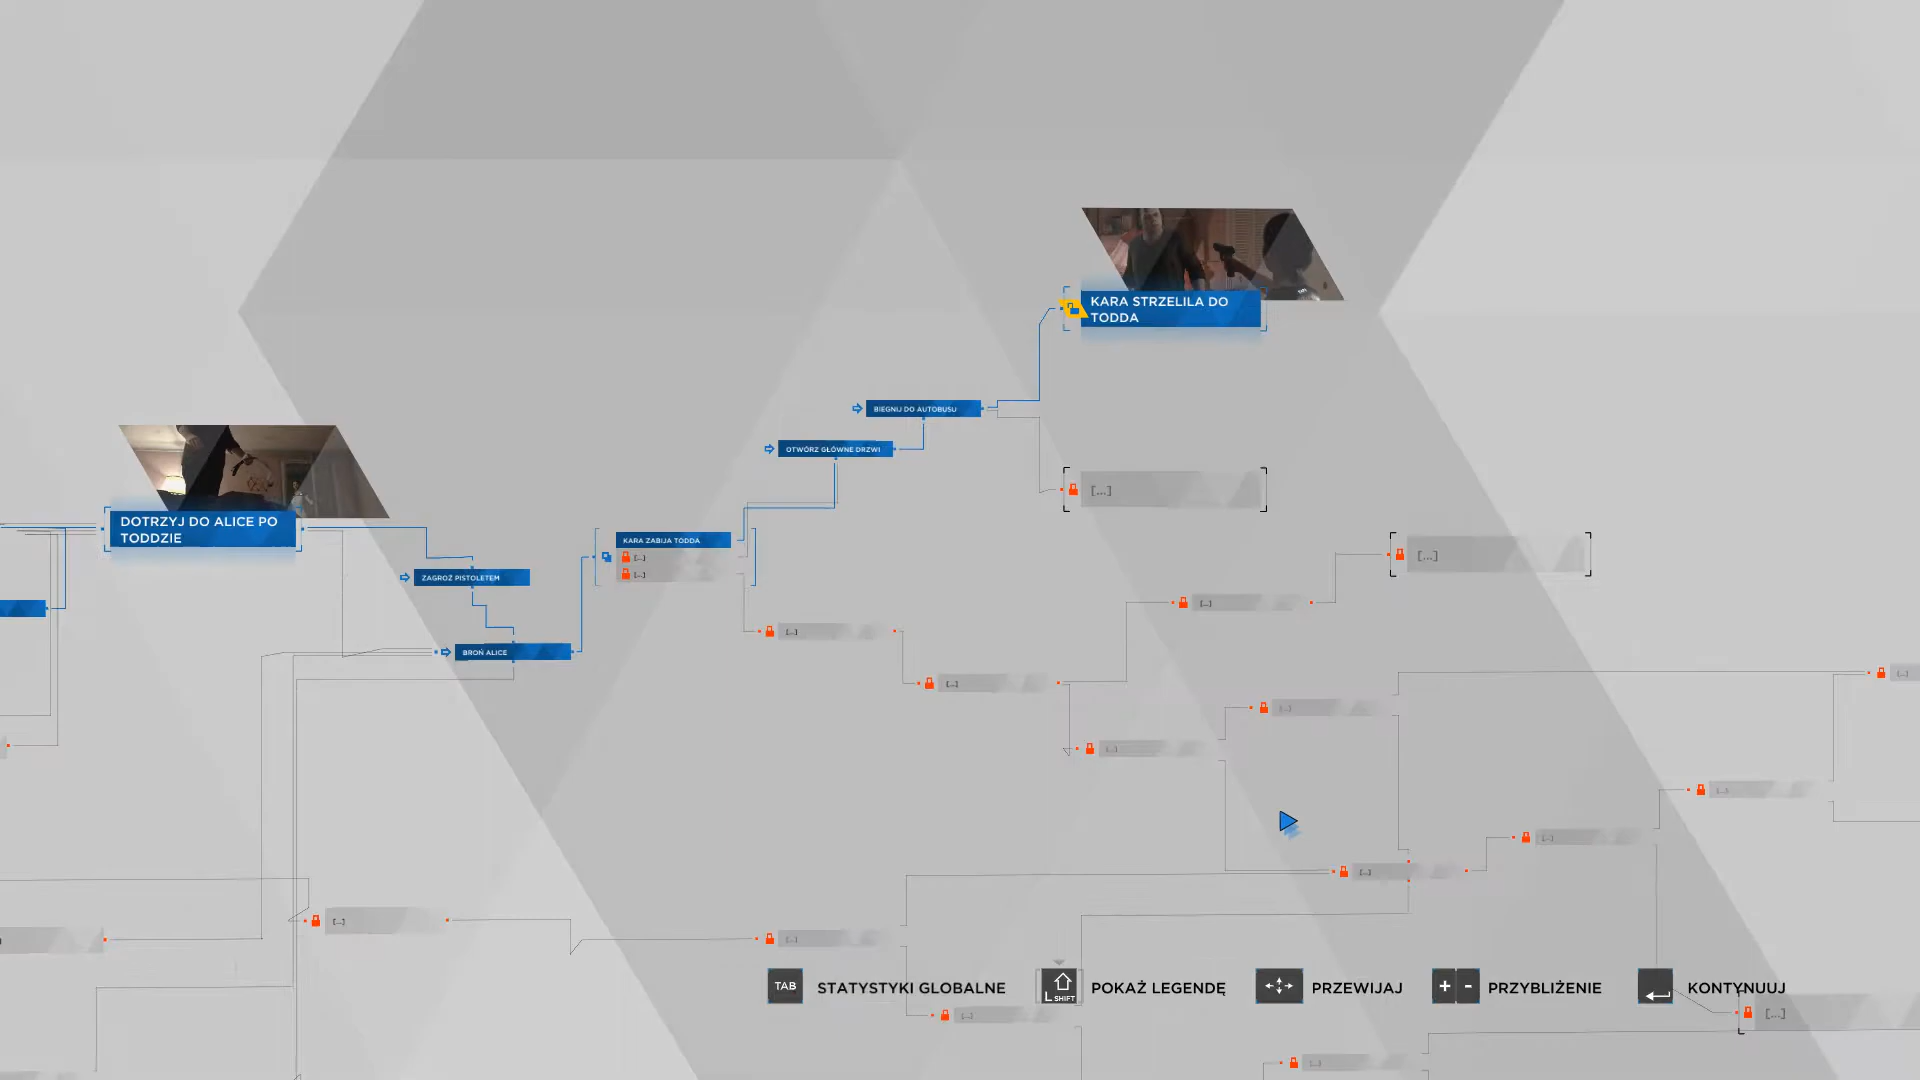 KARA STRZELILA DO
TODDA
BIEGNIJ DO AUTOBUSU
OTWÓRZ GŁÓWNE DRZWI
[...]
DOTRZYJ DO ALICE PO
TODDZIE
KARA ZABIJA TODDA
[...]
[...]
[...]
ZAGROŹ PISTOLETEM
[...]
[...]
BROŃ ALICE
[...]
[...]
[...]
[...]
[...]
[...]
[...]
[...]
[...]
TAB STATYSTYKI GLOBALNE
L SHIFT POKAŻ LEGENDĘ
PRZEWIJAJ
+ - PRZYBLIŻENIE
KONTYNUUJ
[...]
[...]
[...]